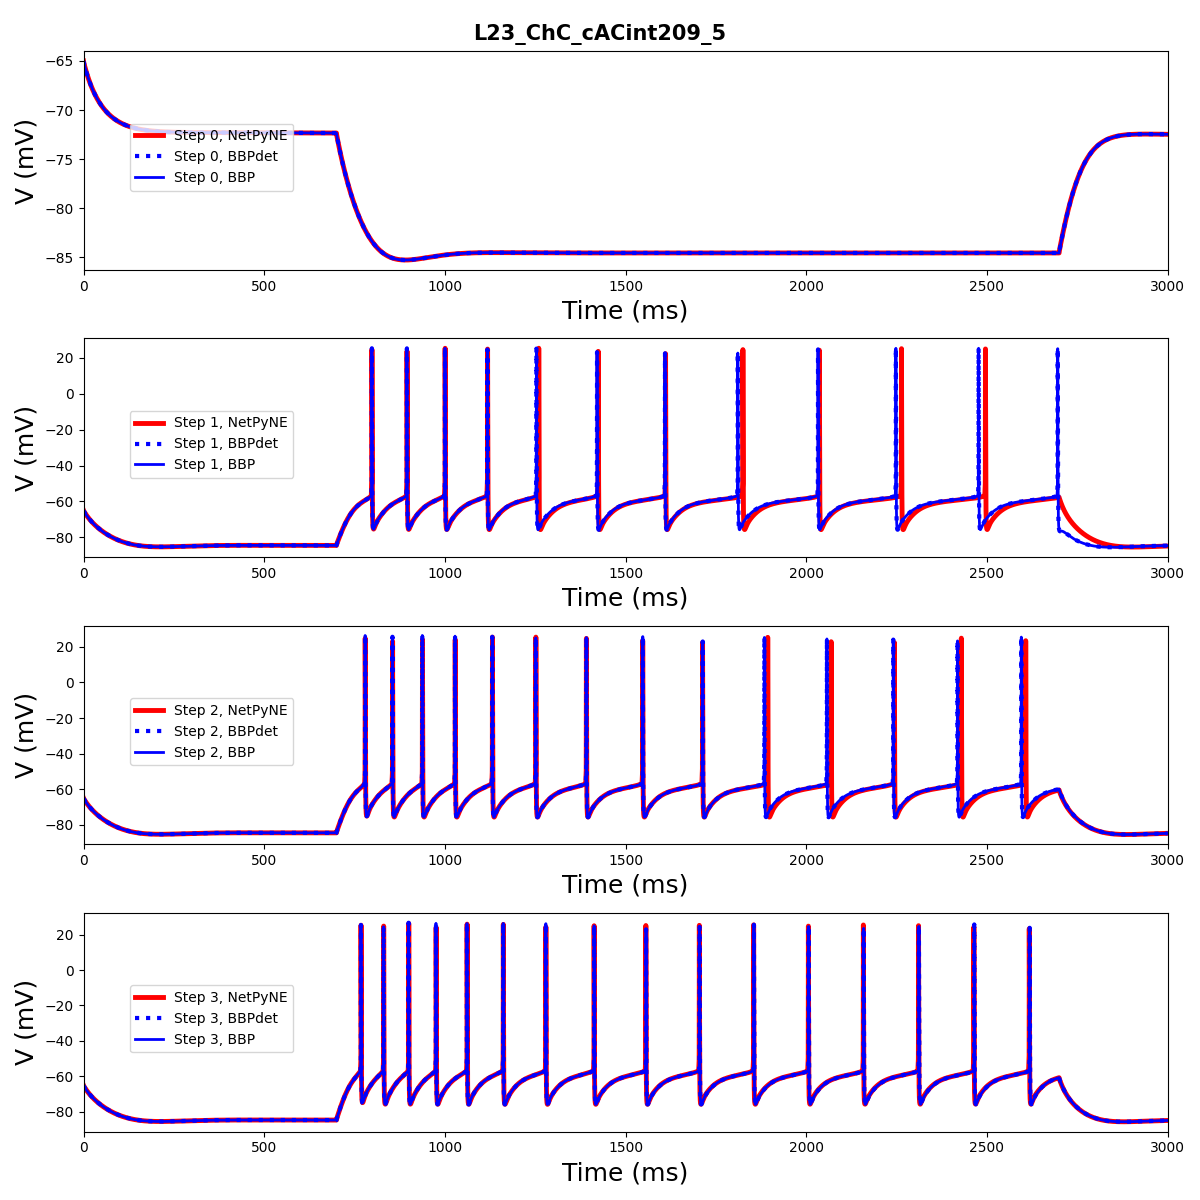 L23_ChC_cACint209_5
−65
−70
−75
−80
−85
V (mV)
Step 0, NetPyNE
Step 0, BBPdet
Step 0, BBP
0 500 1000 1500 2000 2500 3000
Time (ms)
20
0
−20
−40
−60
−80
V (mV)
Step 1, NetPyNE
Step 1, BBPdet
Step 1, BBP
0 500 1000 1500 2000 2500 3000
Time (ms)
20
0
−20
−40
−60
−80
V (mV)
Step 2, NetPyNE
Step 2, BBPdet
Step 2, BBP
0 500 1000 1500 2000 2500 3000
Time (ms)
20
0
−20
−40
−60
−80
V (mV)
Step 3, NetPyNE
Step 3, BBPdet
Step 3, BBP
0 500 1000 1500 2000 2500 3000
Time (ms)